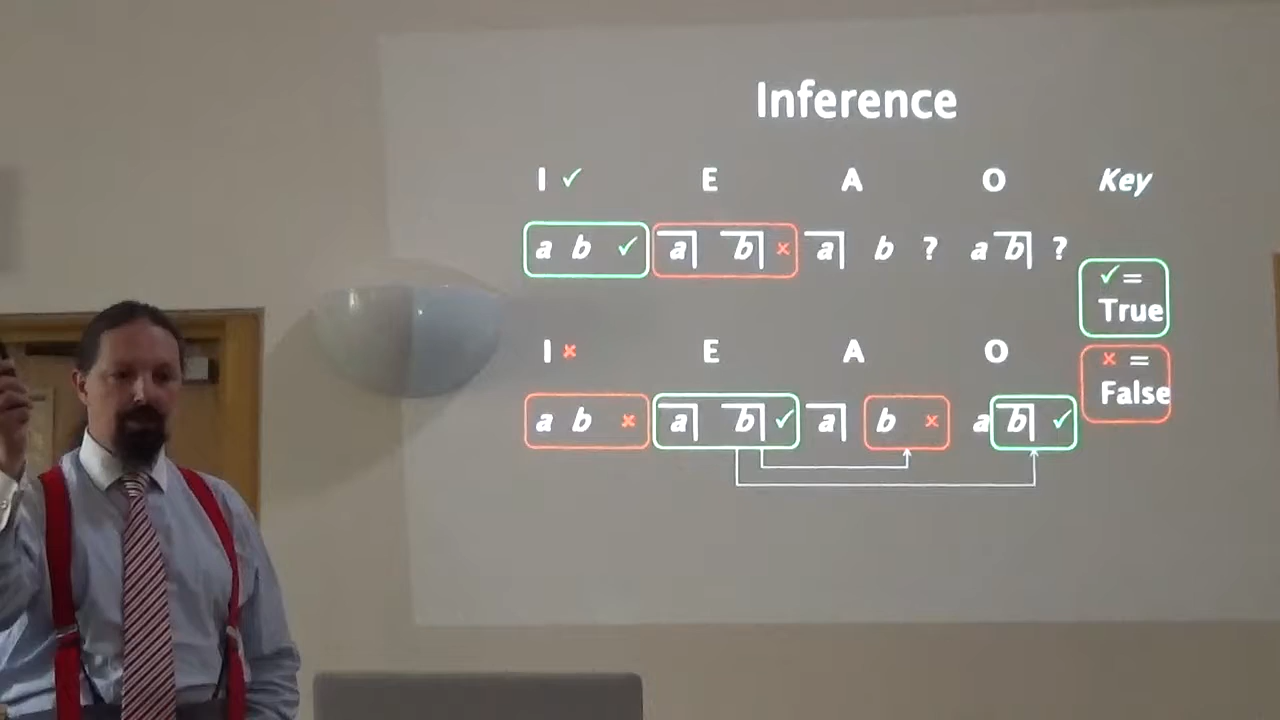 Inference
I ✓ E A O Key
a b ✓ a̅| b̅| × a̅| b ? a b̅| ?
✓ =
True
I × E A O
× =
False
a b × a̅| b̅| ✓ a̅| b × a b̅| ✓